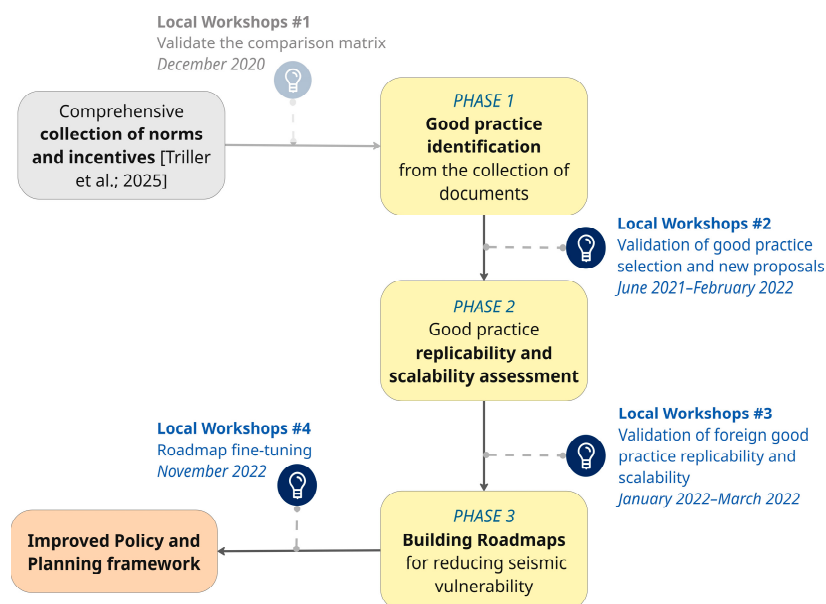 Local Workshops #1
Validate the comparison matrix
December 2020
Comprehensive
collection of norms
and incentives [Triller
et al.; 2025]
PHASE 1
Good practice
identification
from the collection of
documents
Local Workshops #2
Validation of good practice
selection and new proposals
June 2021–February 2022
PHASE 2
Good practice
replicability and
scalability assessment
Local Workshops #3
Validation of foreign good
practice replicability and
scalability
January 2022–March 2022
Local Workshops #4
Roadmap fine-tuning
November 2022
PHASE 3
Building Roadmaps
for reducing seismic
vulnerability
Improved Policy and
Planning framework